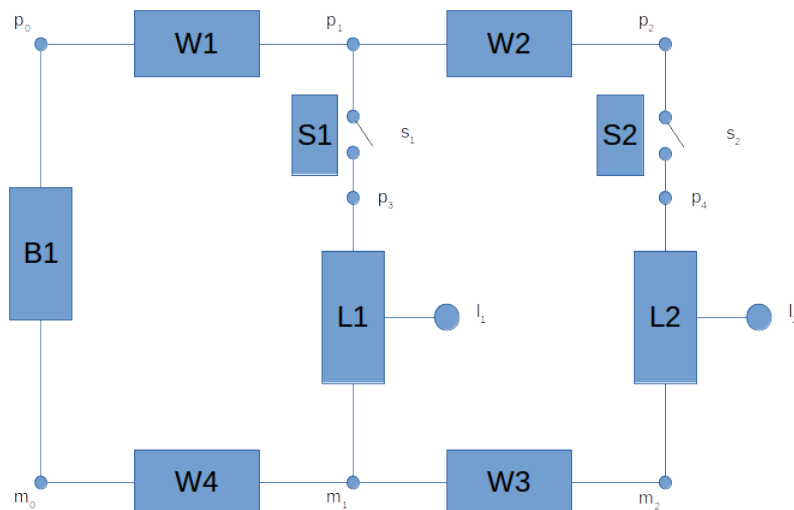 p₀ p₁ p₂
W1 W2
S1 s₁ S2 s₂
p₃ p₄
B1
L1 l₁ L2
W4 W3
m₀ m₁ m₂